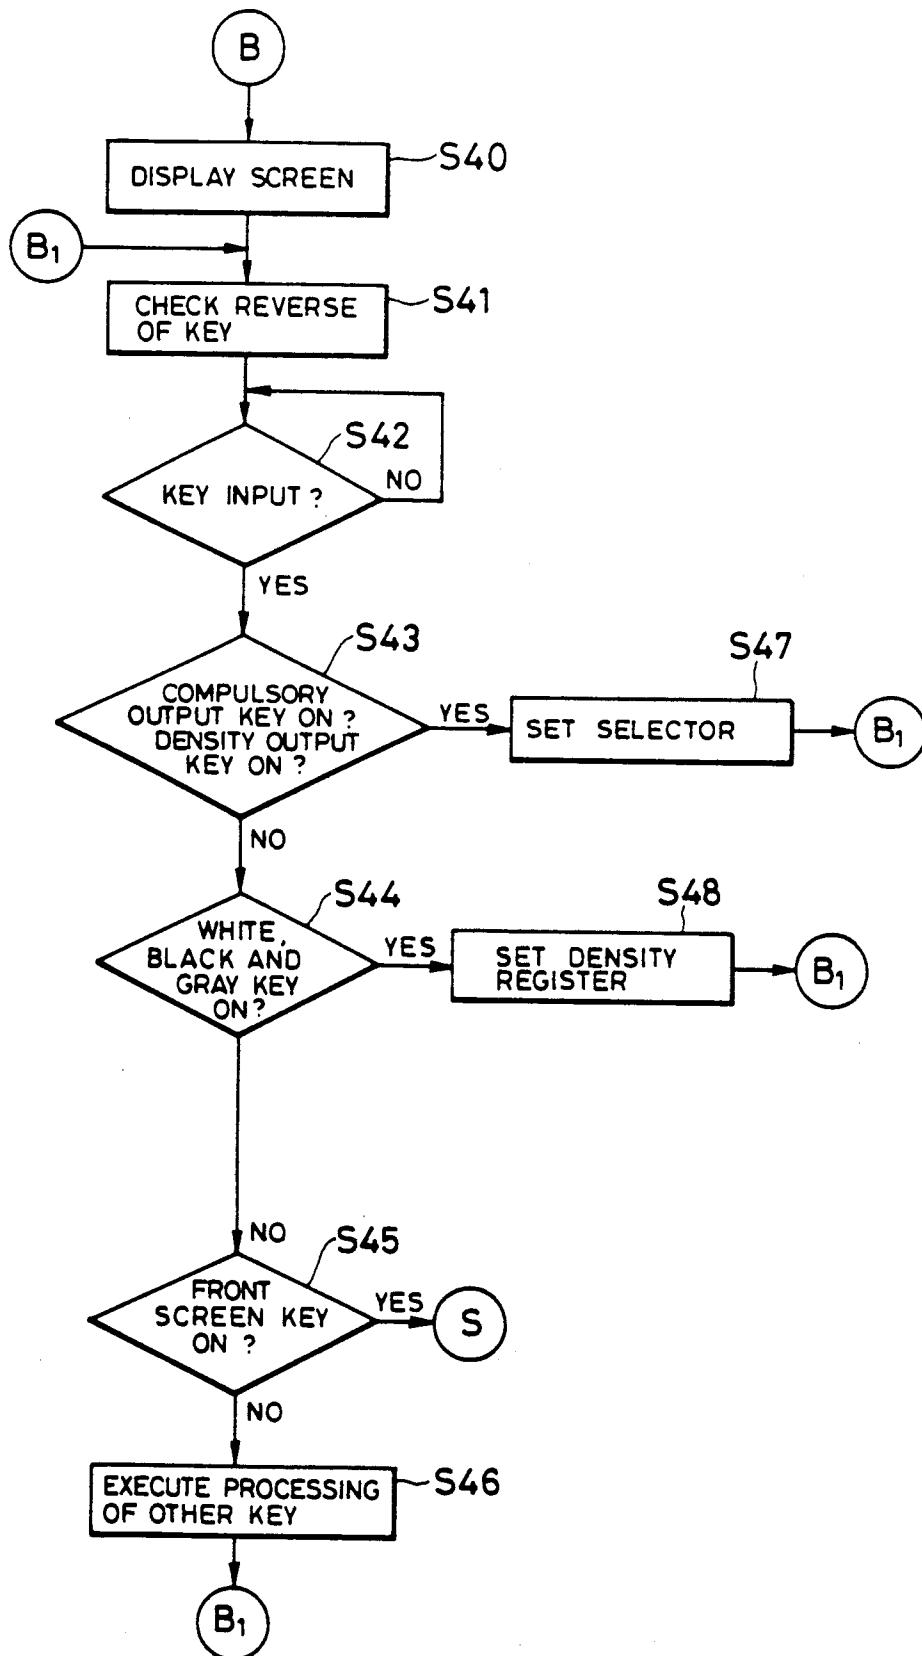 B
S40
DISPLAY SCREEN
B1
S41
CHECK REVERSE
OF KEY
S42
KEY INPUT?
NO
YES
S43
COMPULSORY
OUTPUT KEY ON?
DENSITY OUTPUT
KEY ON?
YES
S47
SET SELECTOR
B1
NO
S44
WHITE,
BLACK AND
GRAY KEY
ON?
YES
S48
SET DENSITY
REGISTER
B1
NO
S45
FRONT
SCREEN KEY
ON ?
YES
S
NO
S46
EXECUTE PROCESSING
OF OTHER KEY
B1